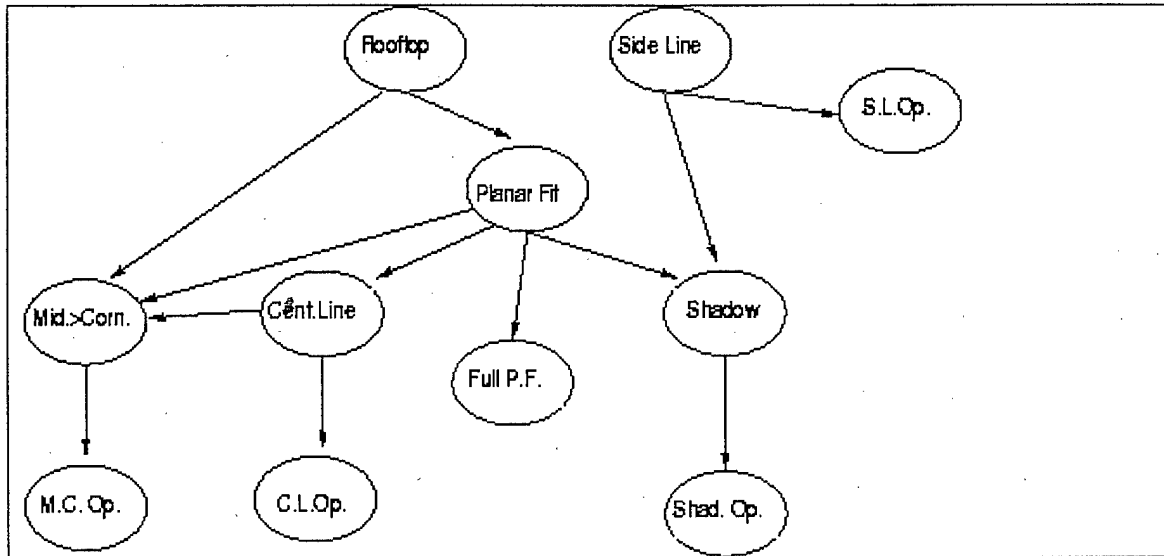 Rooftop
Side Line
S.L.Op.
Planar Fit
Mid.>Corn.
Cent.Line
Shadow
Full P.F.
M.C. Op.
C.L.Op.
Shad. Op.